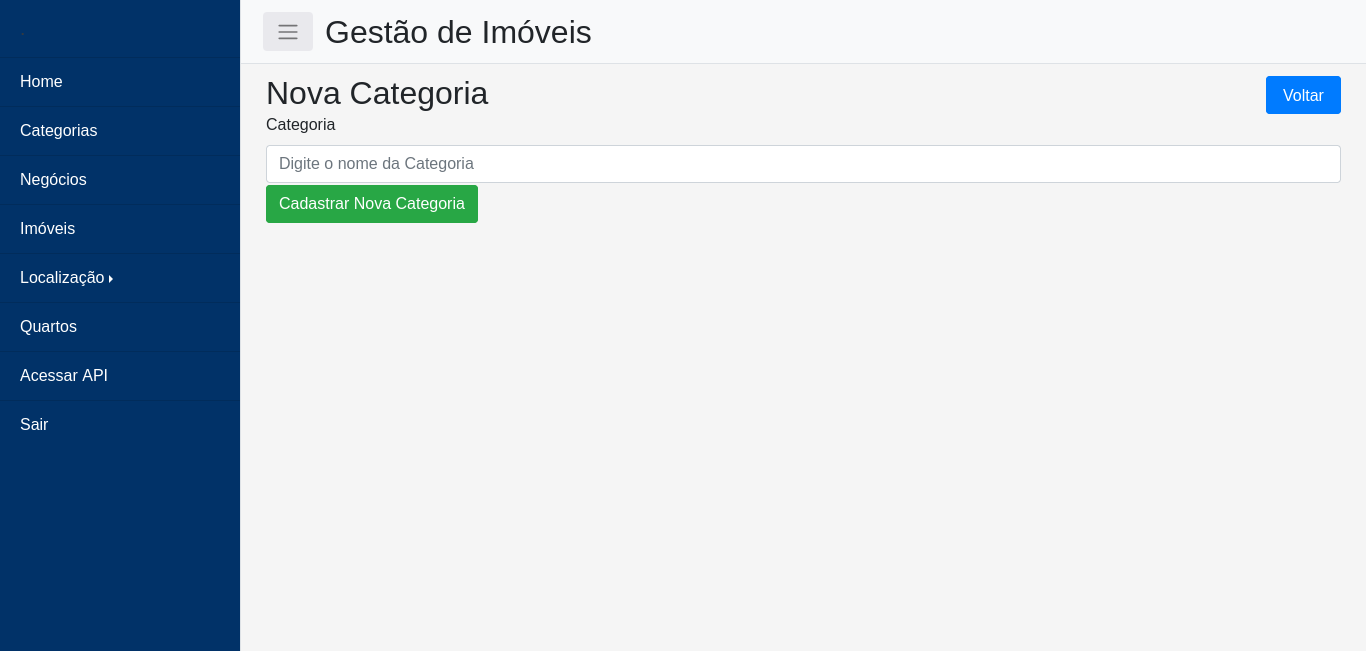 Gestão de Imóveis
Home
Categorias
Negócios
Imóveis
Localização
Quartos
Acessar API
Sair
Nova Categoria
Voltar
Categoria
Digite o nome da Categoria
Cadastrar Nova Categoria